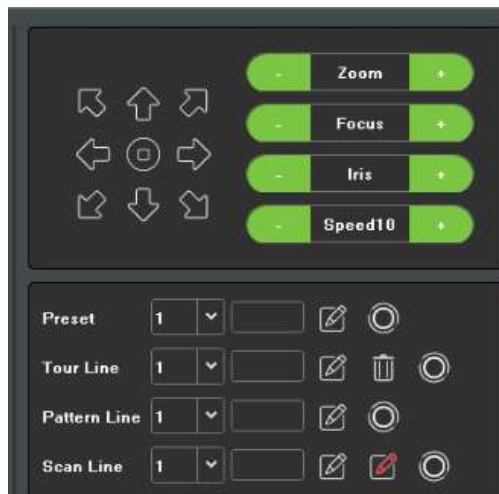 - Zoom +
- Focus +
- Iris +
- Speed10 +
Preset 1
Tour Line 1
Pattern Line 1
Scan Line 1